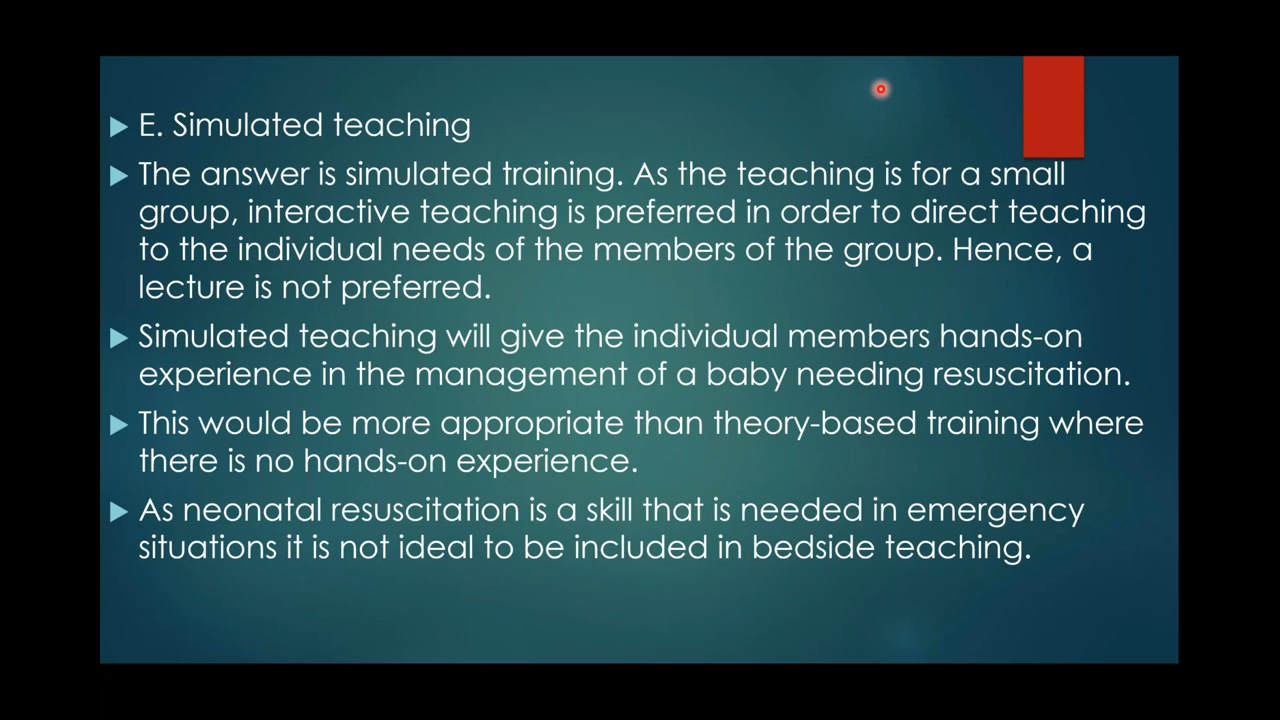 E. Simulated teaching
The answer is simulated training. As the teaching is for a small
group, interactive teaching is preferred in order to direct teaching
to the individual needs of the members of the group. Hence, a
lecture is not preferred.
Simulated teaching will give the individual members hands-on
experience in the management of a baby needing resuscitation.
This would be more appropriate than theory-based training where
there is no hands-on experience.
As neonatal resuscitation is a skill that is needed in emergency
situations it is not ideal to be included in bedside teaching.